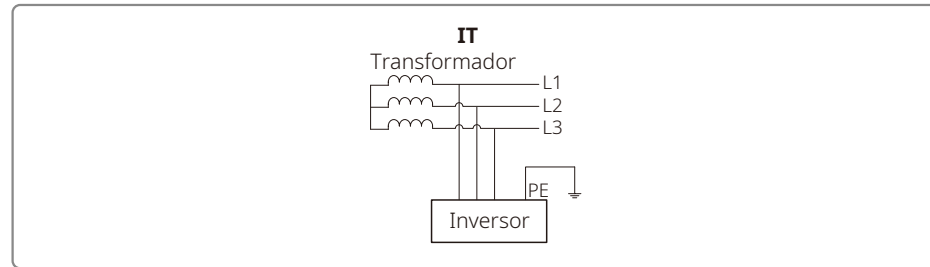 IT
Transformador
L1
L2
L3
PE
Inversor